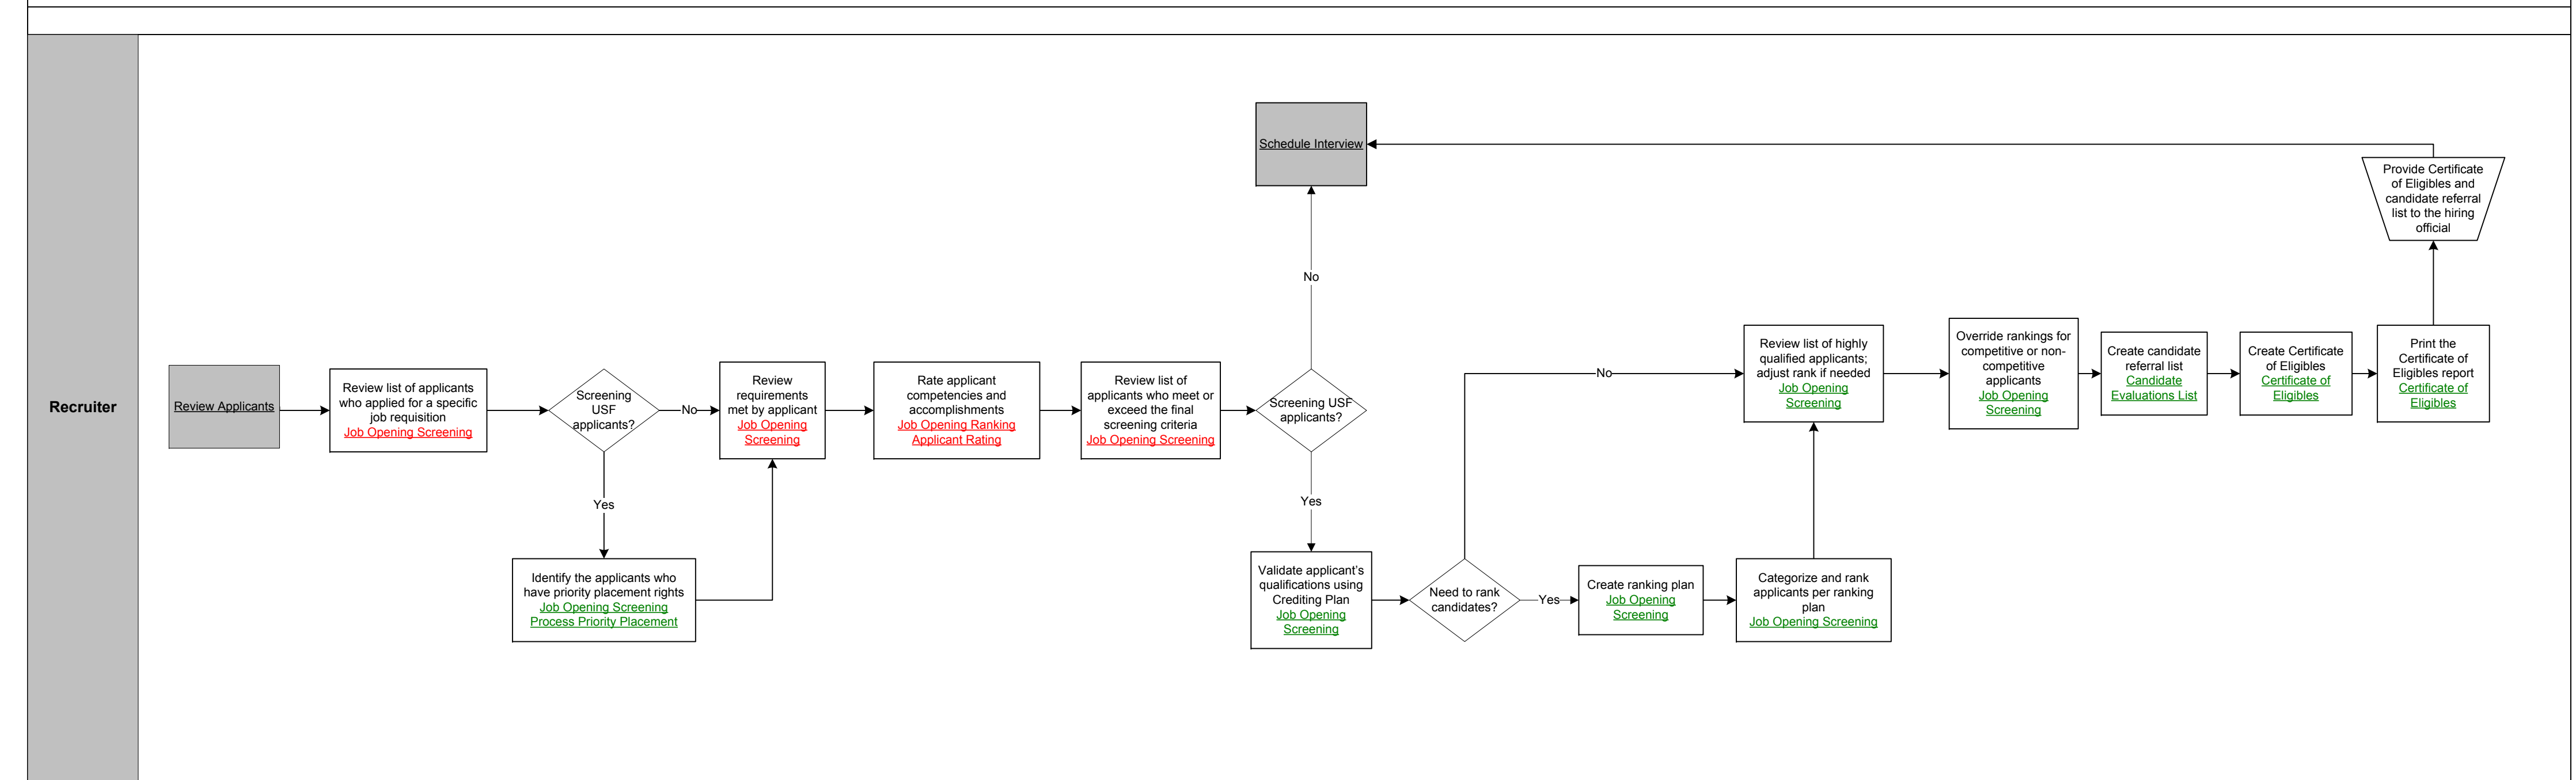 Recruiter
Review Applicants
Review list of applicants
who applied for a specific
job requisition
Job Opening Screening
Screening
USF
applicants?
No
Yes
Identify the applicants who
have priority placement rights
Job Opening Screening
Process Priority Placement
Review
requirements
met by applicant
Job Opening
Screening
Rate applicant
competencies and
accomplishments
Job Opening Ranking
Applicant Rating
Review list of
applicants who meet or
exceed the final
screening criteria
Job Opening Screening
Screening USF
applicants?
No
Schedule Interview
Yes
Validate applicant's
qualifications using
Crediting Plan
Job Opening
Screening
Need to rank
candidates?
No
Yes
Create ranking plan
Job Opening
Screening
Categorize and rank
applicants per ranking
plan
Job Opening Screening
Review list of highly
qualified applicants;
adjust rank if needed
Job Opening
Screening
Override rankings for
competitive or non-
competitive
applicants
Job Opening
Screening
Create candidate
referral list
Candidate
Evaluations List
Create Certificate
of Eligibles
Certificate of
Eligibles
Print the
Certificate of
Eligibles report
Certificate of
Eligibles
Provide Certificate
of Eligibles and
candidate referral
list to the hiring
official